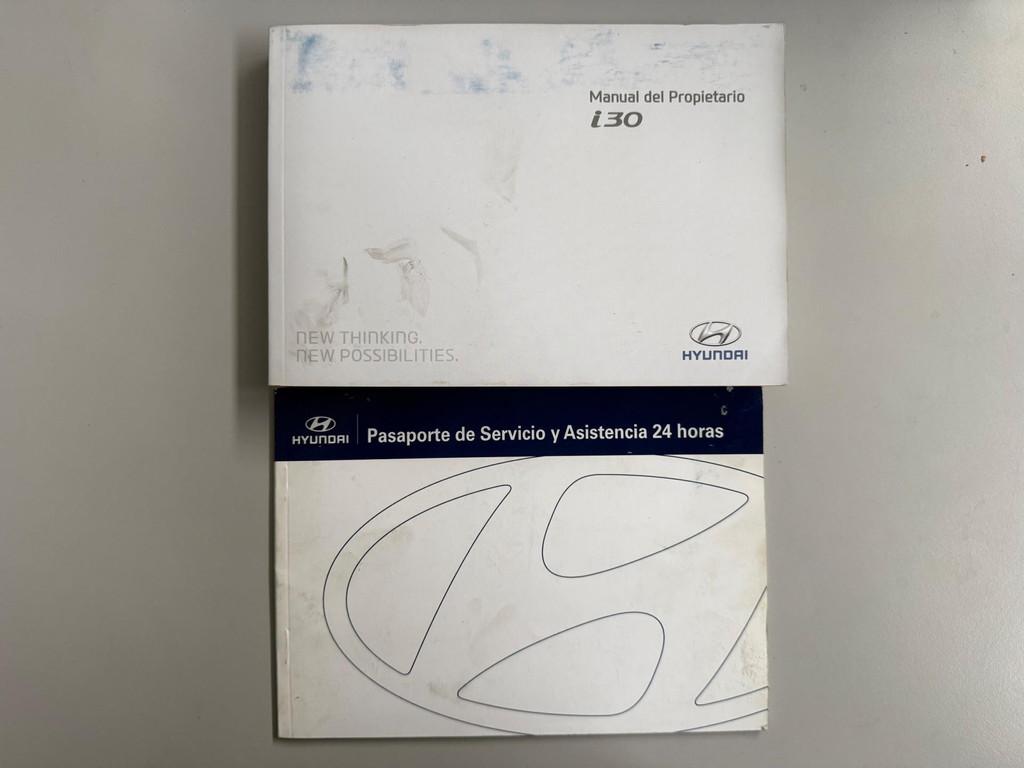 Manual del Propietario
i30
NEW THINKING.
NEW POSSIBILITIES.
HYUNDAI
HYUNDAI
Pasaporte de Servicio y Asistencia 24 horas